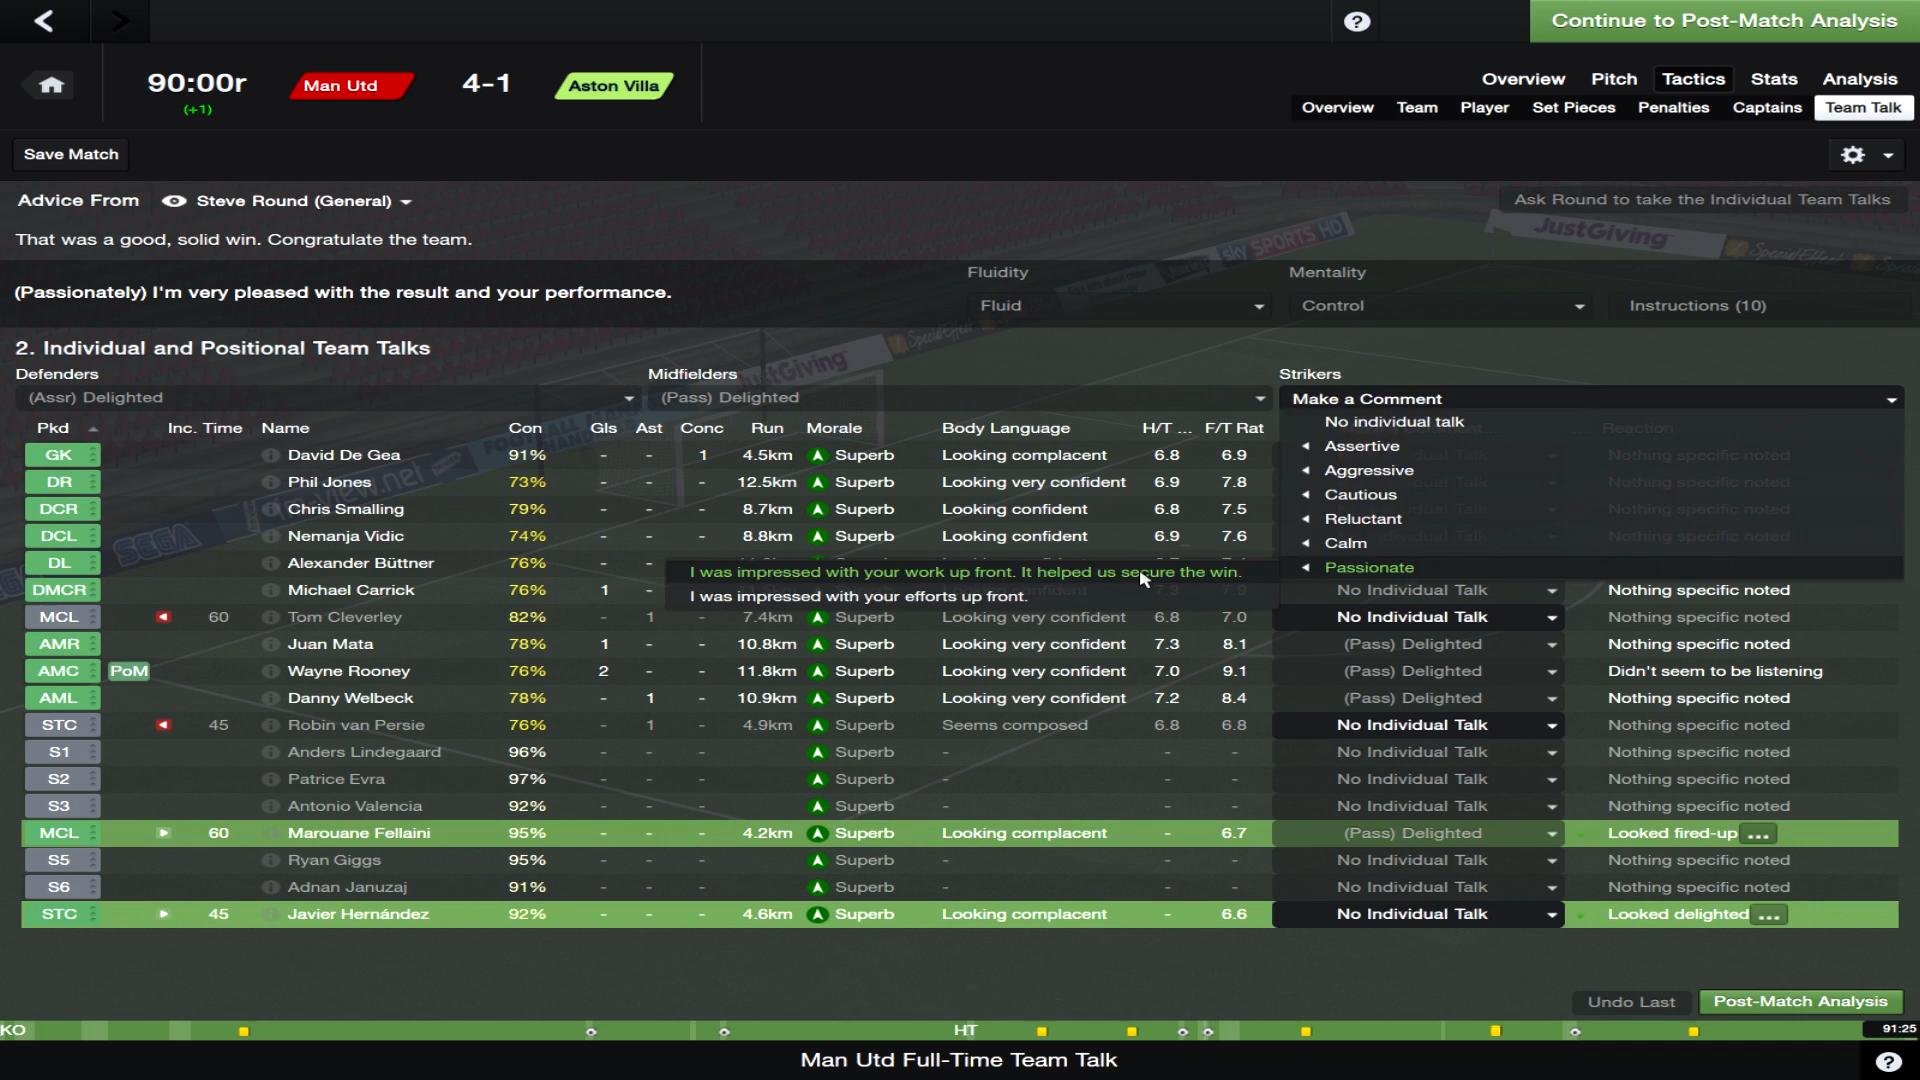 Continue to Post-Match Analysis
90:00r
(+1)
Man Utd
4-1
Aston Villa
Overview Pitch Tactics Stats Analysis
Overview Team Player Set Pieces Penalties Captains Team Talk
Save Match
Advice From Steve Round (General)
Ask Round to take the Individual Team Talks
That was a good, solid win. Congratulate the team.
(Passionately) I'm very pleased with the result and your performance.
Fluidity
Fluid
Mentality
Control
Instructions (10)
2. Individual and Positional Team Talks
Defenders
(Assr) Delighted
Midfielders
(Pass) Delighted
Strikers
Make a Comment
No individual talk
Assertive
Aggressive
Cautious
Reluctant
Calm
Passionate
I was impressed with your work up front. It helped us secure the win.
I was impressed with your efforts up front.
Pkd Inc. Time Name Con Gls Ast Conc Run Morale Body Language H/T ... F/T Rat Reaction
GK David De Gea 91% - - 1 4.5km Superb Looking complacent 6.8 6.9 Nothing specific noted
DR Phil Jones 73% - - - 12.5km Superb Looking very confident 6.9 7.8 Nothing specific noted
DCR Chris Smalling 79% - - - 8.7km Superb Looking confident 6.8 7.5 Nothing specific noted
DCL Nemanja Vidic 74% - - - 8.8km Superb Looking confident 6.9 7.6 Nothing specific noted
DL Alexander Büttner 76% - -
DMCR Michael Carrick 76% 1 - No Individual Talk Nothing specific noted
MCL 60 Tom Cleverley 82% - 1 - 7.4km Superb Looking very confident 6.8 7.0 No Individual Talk Nothing specific noted
AMR Juan Mata 78% 1 - - 10.8km Superb Looking very confident 7.3 8.1 (Pass) Delighted Nothing specific noted
AMC PoM Wayne Rooney 76% 2 - - 11.8km Superb Looking very confident 7.0 9.1 (Pass) Delighted Didn't seem to be listening
AML Danny Welbeck 78% - 1 - 10.9km Superb Looking very confident 7.2 8.4 (Pass) Delighted Nothing specific noted
STC 45 Robin van Persie 76% - 1 - 4.9km Superb Seems composed 6.8 6.8 No Individual Talk Nothing specific noted
S1 Anders Lindegaard 96% - - - Superb - - - No Individual Talk Nothing specific noted
S2 Patrice Evra 97% - - - Superb - - - No Individual Talk Nothing specific noted
S3 Antonio Valencia 92% - - - Superb - - - No Individual Talk Nothing specific noted
MCL 60 Marouane Fellaini 95% - - - 4.2km Superb Looking complacent - 6.7 (Pass) Delighted Looked fired-up ...
S5 Ryan Giggs 95% - - - Superb - - - No Individual Talk Nothing specific noted
S6 Adnan Januzaj 91% - - - Superb - - - No Individual Talk Nothing specific noted
STC 45 Javier Hernández 92% - - - 4.6km Superb Looking complacent - 6.6 No Individual Talk Looked delighted ...
Undo Last
Post-Match Analysis
KO
HT
91:25
Man Utd Full-Time Team Talk
JustGiving
SpecialEffect
sky SPORTS HD
JustGiving
SpecialEffect
SEGA